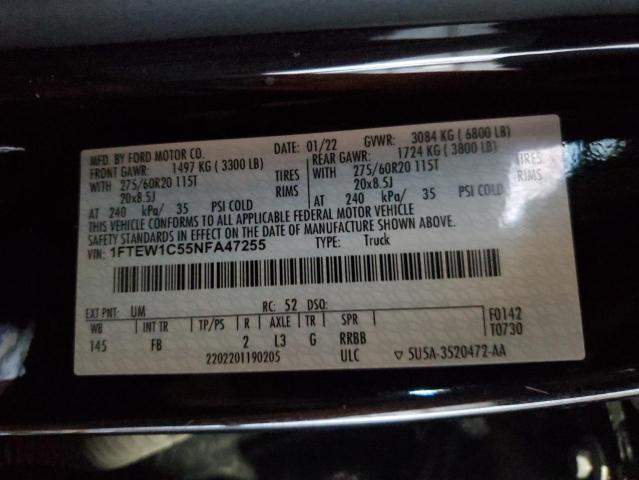 MFD. BY FORD MOTOR CO. DATE: 01/22 GVWR: 3084 KG ( 6800 LB)
FRONT GAWR: 1497 KG ( 3300 LB) REAR GAWR: 1724 KG ( 3800 LB)
WITH 275/60R20 115T TIRES WITH 275/60R20 115T TIRES
20x8.5J RIMS 20x8.5J RIMS
AT 240 kPa/ 35 PSI COLD AT 240 kPa/ 35 PSI COLD
THIS VEHICLE CONFORMS TO ALL APPLICABLE FEDERAL MOTOR VEHICLE
SAFETY STANDARDS IN EFFECT ON THE DATE OF MANUFACTURE SHOWN ABOVE.
VIN: 1FTEW1C55NFA47255 TYPE: Truck
EXT PNT: UM RC: 52 DSO: F0142
WB INT TR TP/PS R AXLE TR SPR T0730
145 FB 2 L3 G RRBB
2202201190205 ULC ▽ 5U5A-3520472-AA